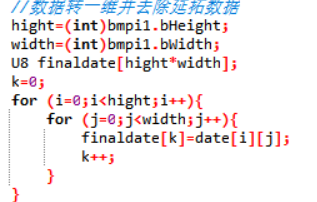 //数据转一维并去除延拓数据
hight=(int)bmpi1.bHeight;
width=(int)bmpi1.bWidth;
U8 finaldate[hight*width];
k=0;
for (i=0;i<hight;i++){
for (j=0;j<width;j++){
finaldate[k]=date[i][j];
k++;
}
}